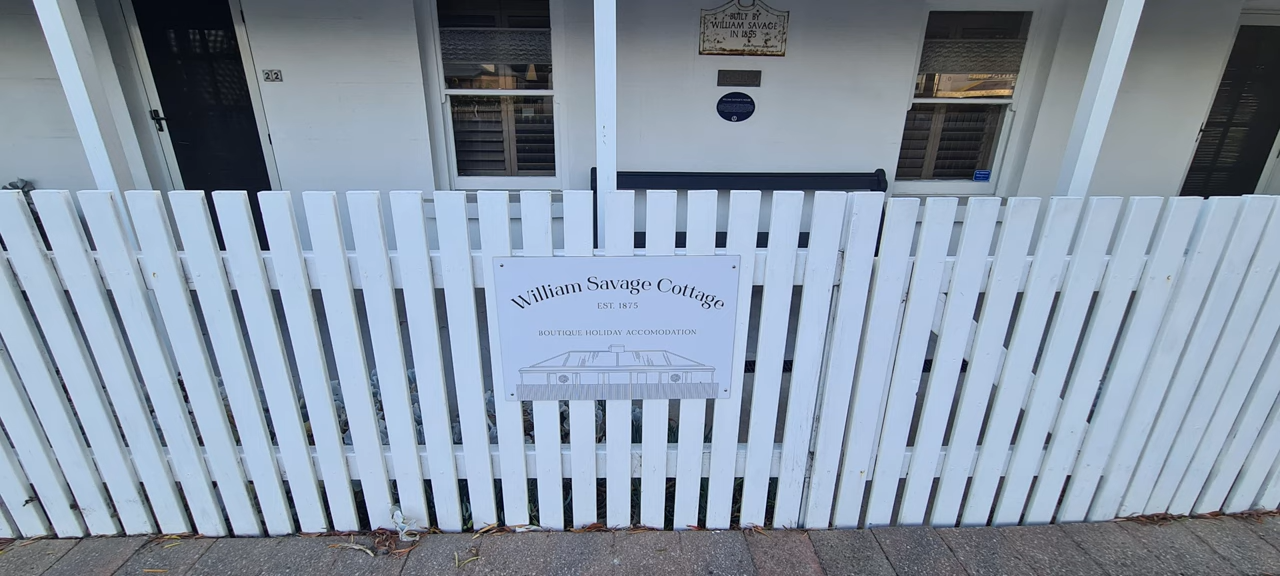 22
BUILT BY
WILLIAM SAVAGE
IN 1855
William Savage Cottage
EST. 1875
BOUTIQUE HOLIDAY ACCOMODATION